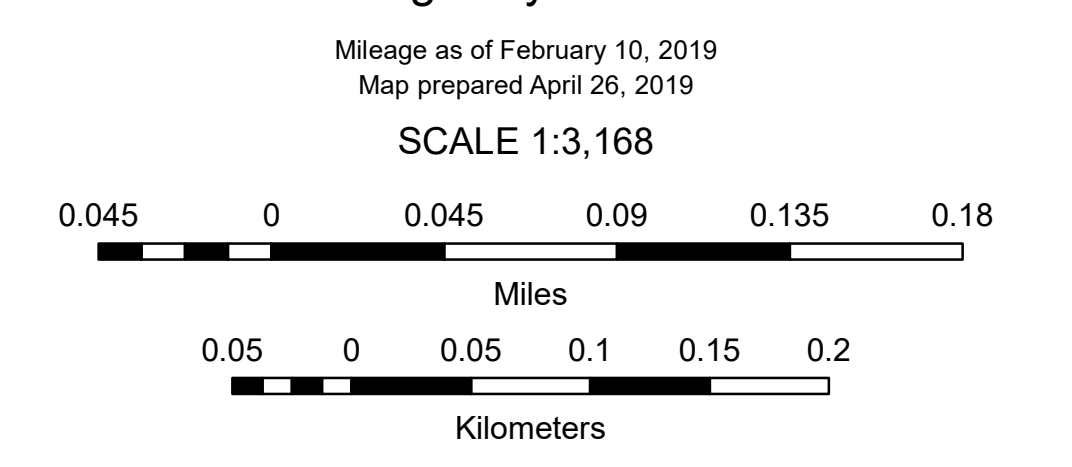 Mileage as of February 10, 2019
Map prepared April 26, 2019
SCALE 1:3,168
0.045 0 0.045 0.09 0.135 0.18
Miles
0.05 0 0.05 0.1 0.15 0.2
Kilometers